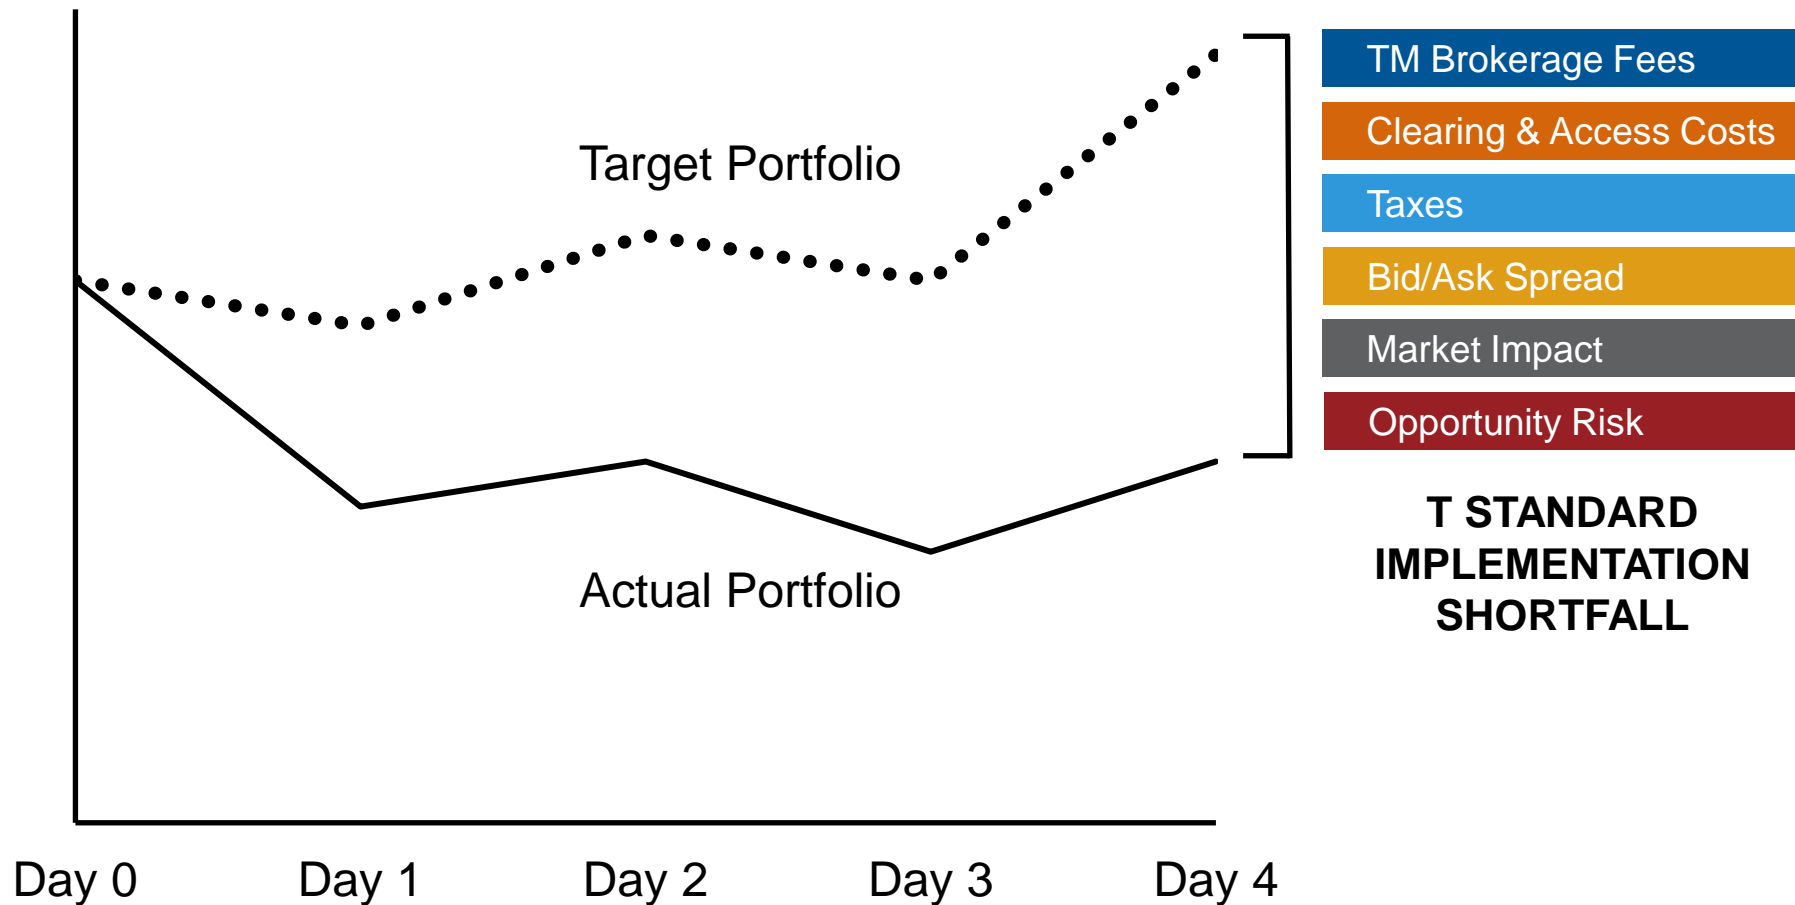 TM Brokerage Fees
Clearing & Access Costs
Target Portfolio
Taxes
Bid/Ask Spread
Market Impact
Opportunity Risk
T STANDARD
IMPLEMENTATION
SHORTFALL
Actual Portfolio
Day 0 Day 1 Day 2 Day 3 Day 4